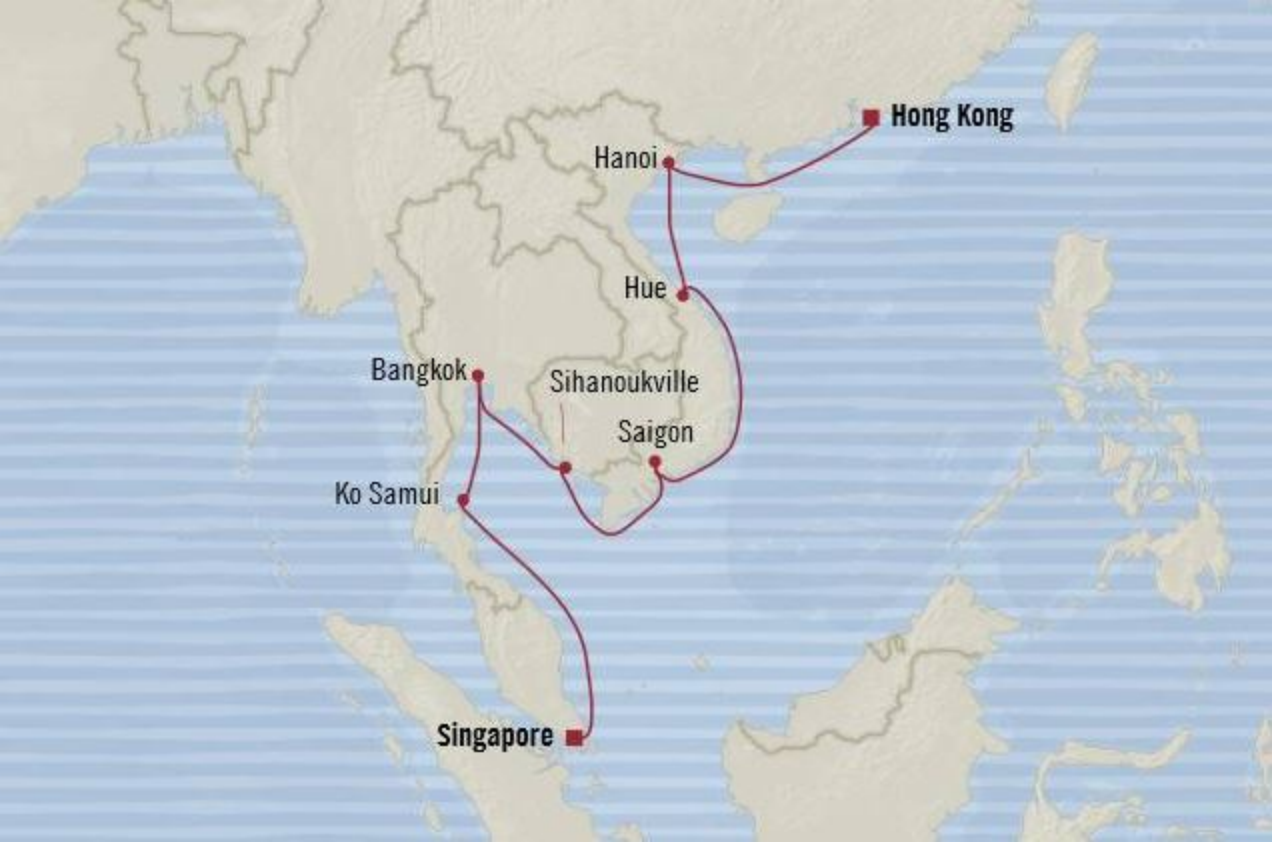 Hong Kong
Hanoi
Hue
Bangkok
Sihanoukville
Saigon
Ko Samui
Singapore